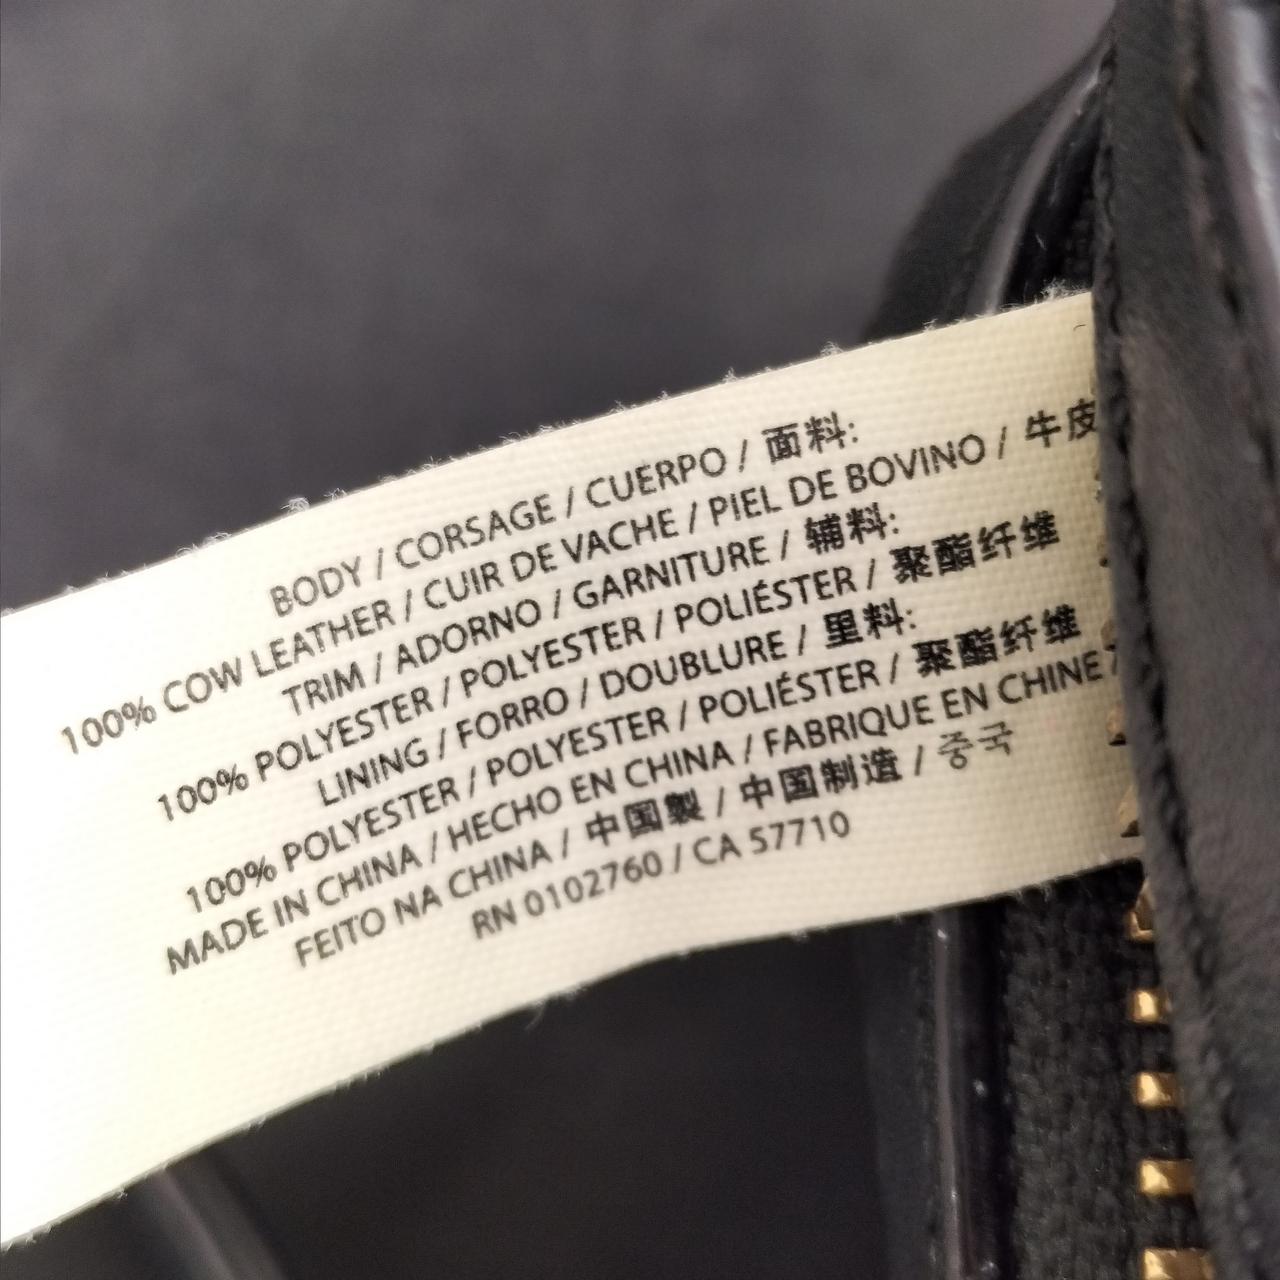 BODY / CORSAGE / CUERPO / 面料:
100% COW LEATHER / CUIR DE VACHE / PIEL DE BOVINO / 牛皮
TRIM / ADORNO / GARNITURE / 辅料:
100% POLYESTER / POLYESTER / POLIÉSTER / 聚酯纤维
LINING / FORRO / DOUBLURE / 里料:
100% POLYESTER / POLYESTER / POLIÉSTER / 聚酯纤维
MADE IN CHINA / HECHO EN CHINA / FABRIQUE EN CHINE /
FEITO NA CHINA / 中国製 / 中国制造 / 중국
RN 0102760 / CA 57710